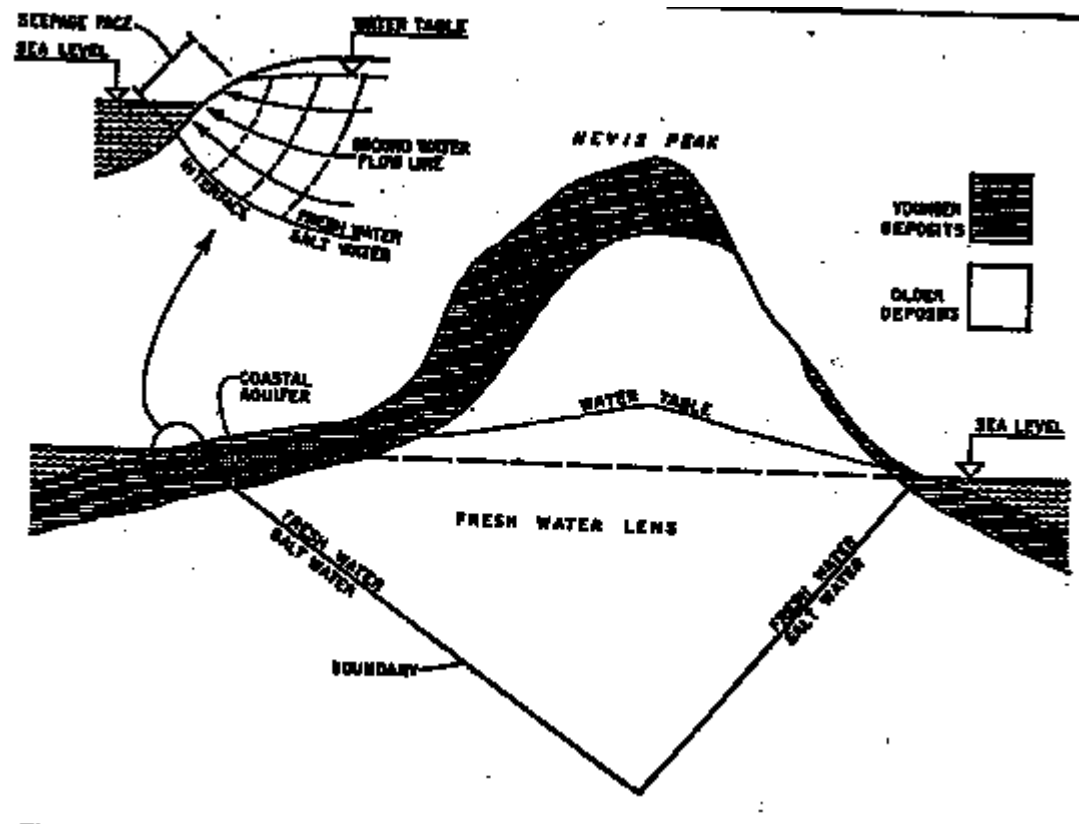 SEEPAGE FACE
SEA LEVEL
WATER TABLE
GROUND WATER
FLOW LINE
INTERFACE
FRESH WATER
SALT WATER
NEVIS PEAK
YOUNGER
DEPOSITS
OLDER
DEPOSITS
COASTAL
AQUIFER
WATER TABLE
SEA LEVEL
FRESH WATER LENS
FRESH WATER
SALT WATER
FRESH WATER
SALT WATER
BOUNDARY